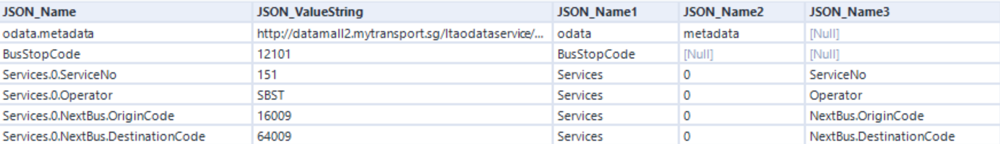 JSON_Name JSON_ValueString JSON_Name1 JSON_Name2 JSON_Name3
odata.metadata http://datamall2.mytransport.sg/ltaodataservice/... odata metadata [Null]
BusStopCode 12101 BusStopCode [Null] [Null]
Services.0.ServiceNo 151 Services 0 ServiceNo
Services.0.Operator SBST Services 0 Operator
Services.0.NextBus.OriginCode 16009 Services 0 NextBus.OriginCode
Services.0.NextBus.DestinationCode 64009 Services 0 NextBus.DestinationCode